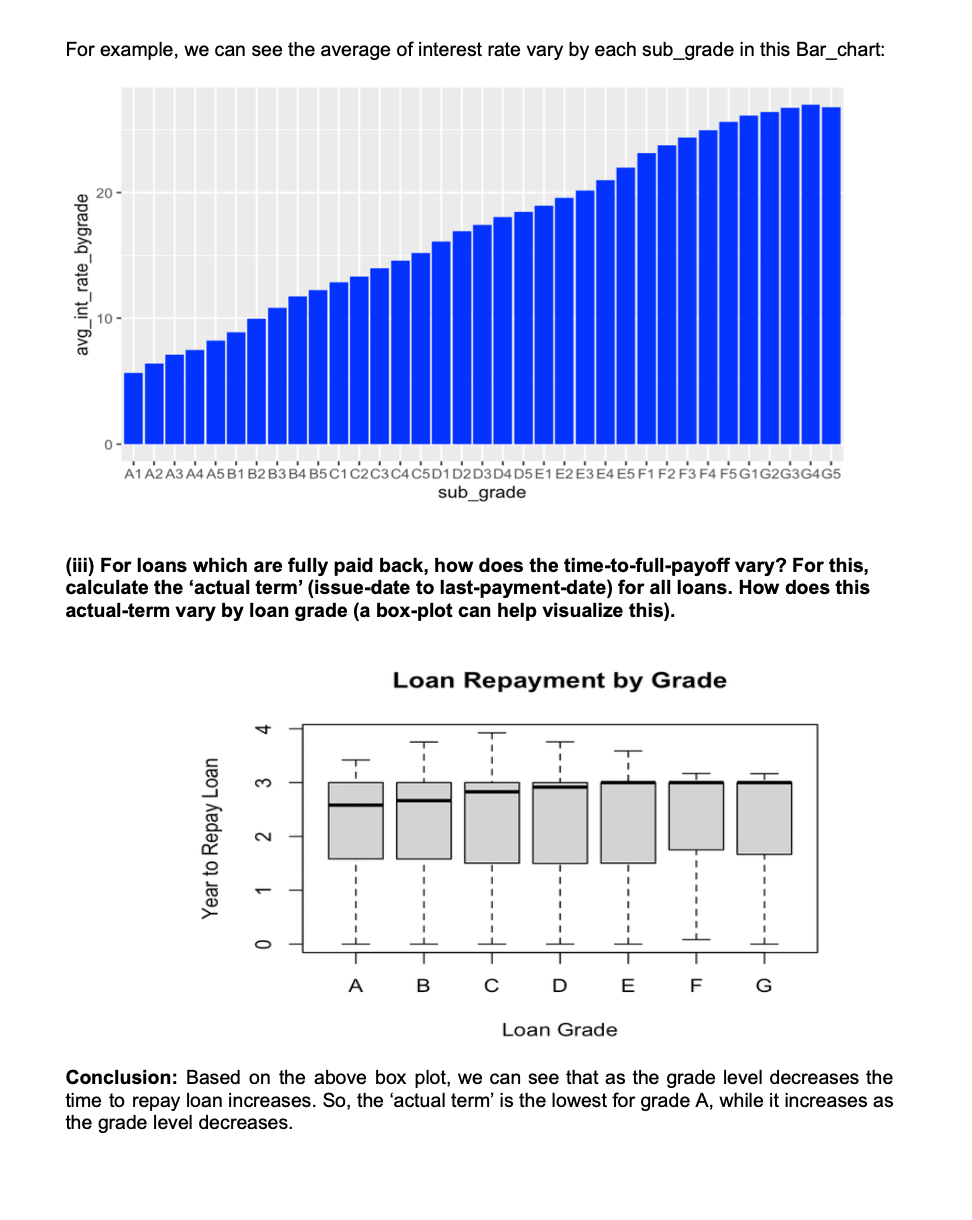 For example, we can see the average of interest rate vary by each sub_grade in this Bar_chart:
avg_int_rate_bygrade
20
10
0
A1 A2 A3 A4 A5 B1 B2 B3 B4 B5 C1 C2 C3 C4 C5 D1 D2 D3 D4 D5 E1 E2 E3 E4 E5 F1 F2 F3 F4 F5 G1 G2 G3 G4 G5
sub_grade
(iii) For loans which are fully paid back, how does the time-to-full-payoff vary? For this,
calculate the ‘actual term’ (issue-date to last-payment-date) for all loans. How does this
actual-term vary by loan grade (a box-plot can help visualize this).
Loan Repayment by Grade
Year to Repay Loan
4
3
2
1
0
A B C D E F G
Loan Grade
Conclusion: Based on the above box plot, we can see that as the grade level decreases the
time to repay loan increases. So, the ‘actual term’ is the lowest for grade A, while it increases as
the grade level decreases.